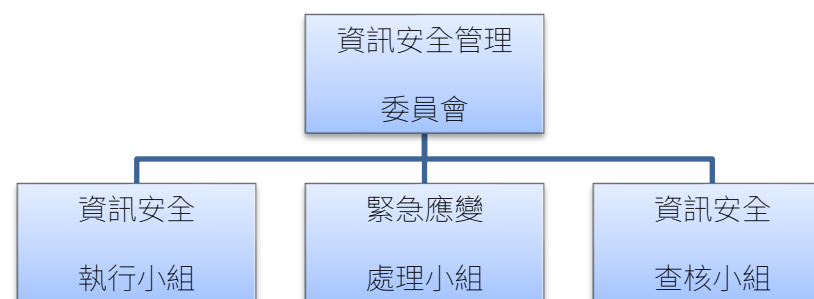 資訊安全管理
委員會
資訊安全
執行小組
緊急應變
處理小組
資訊安全
查核小組